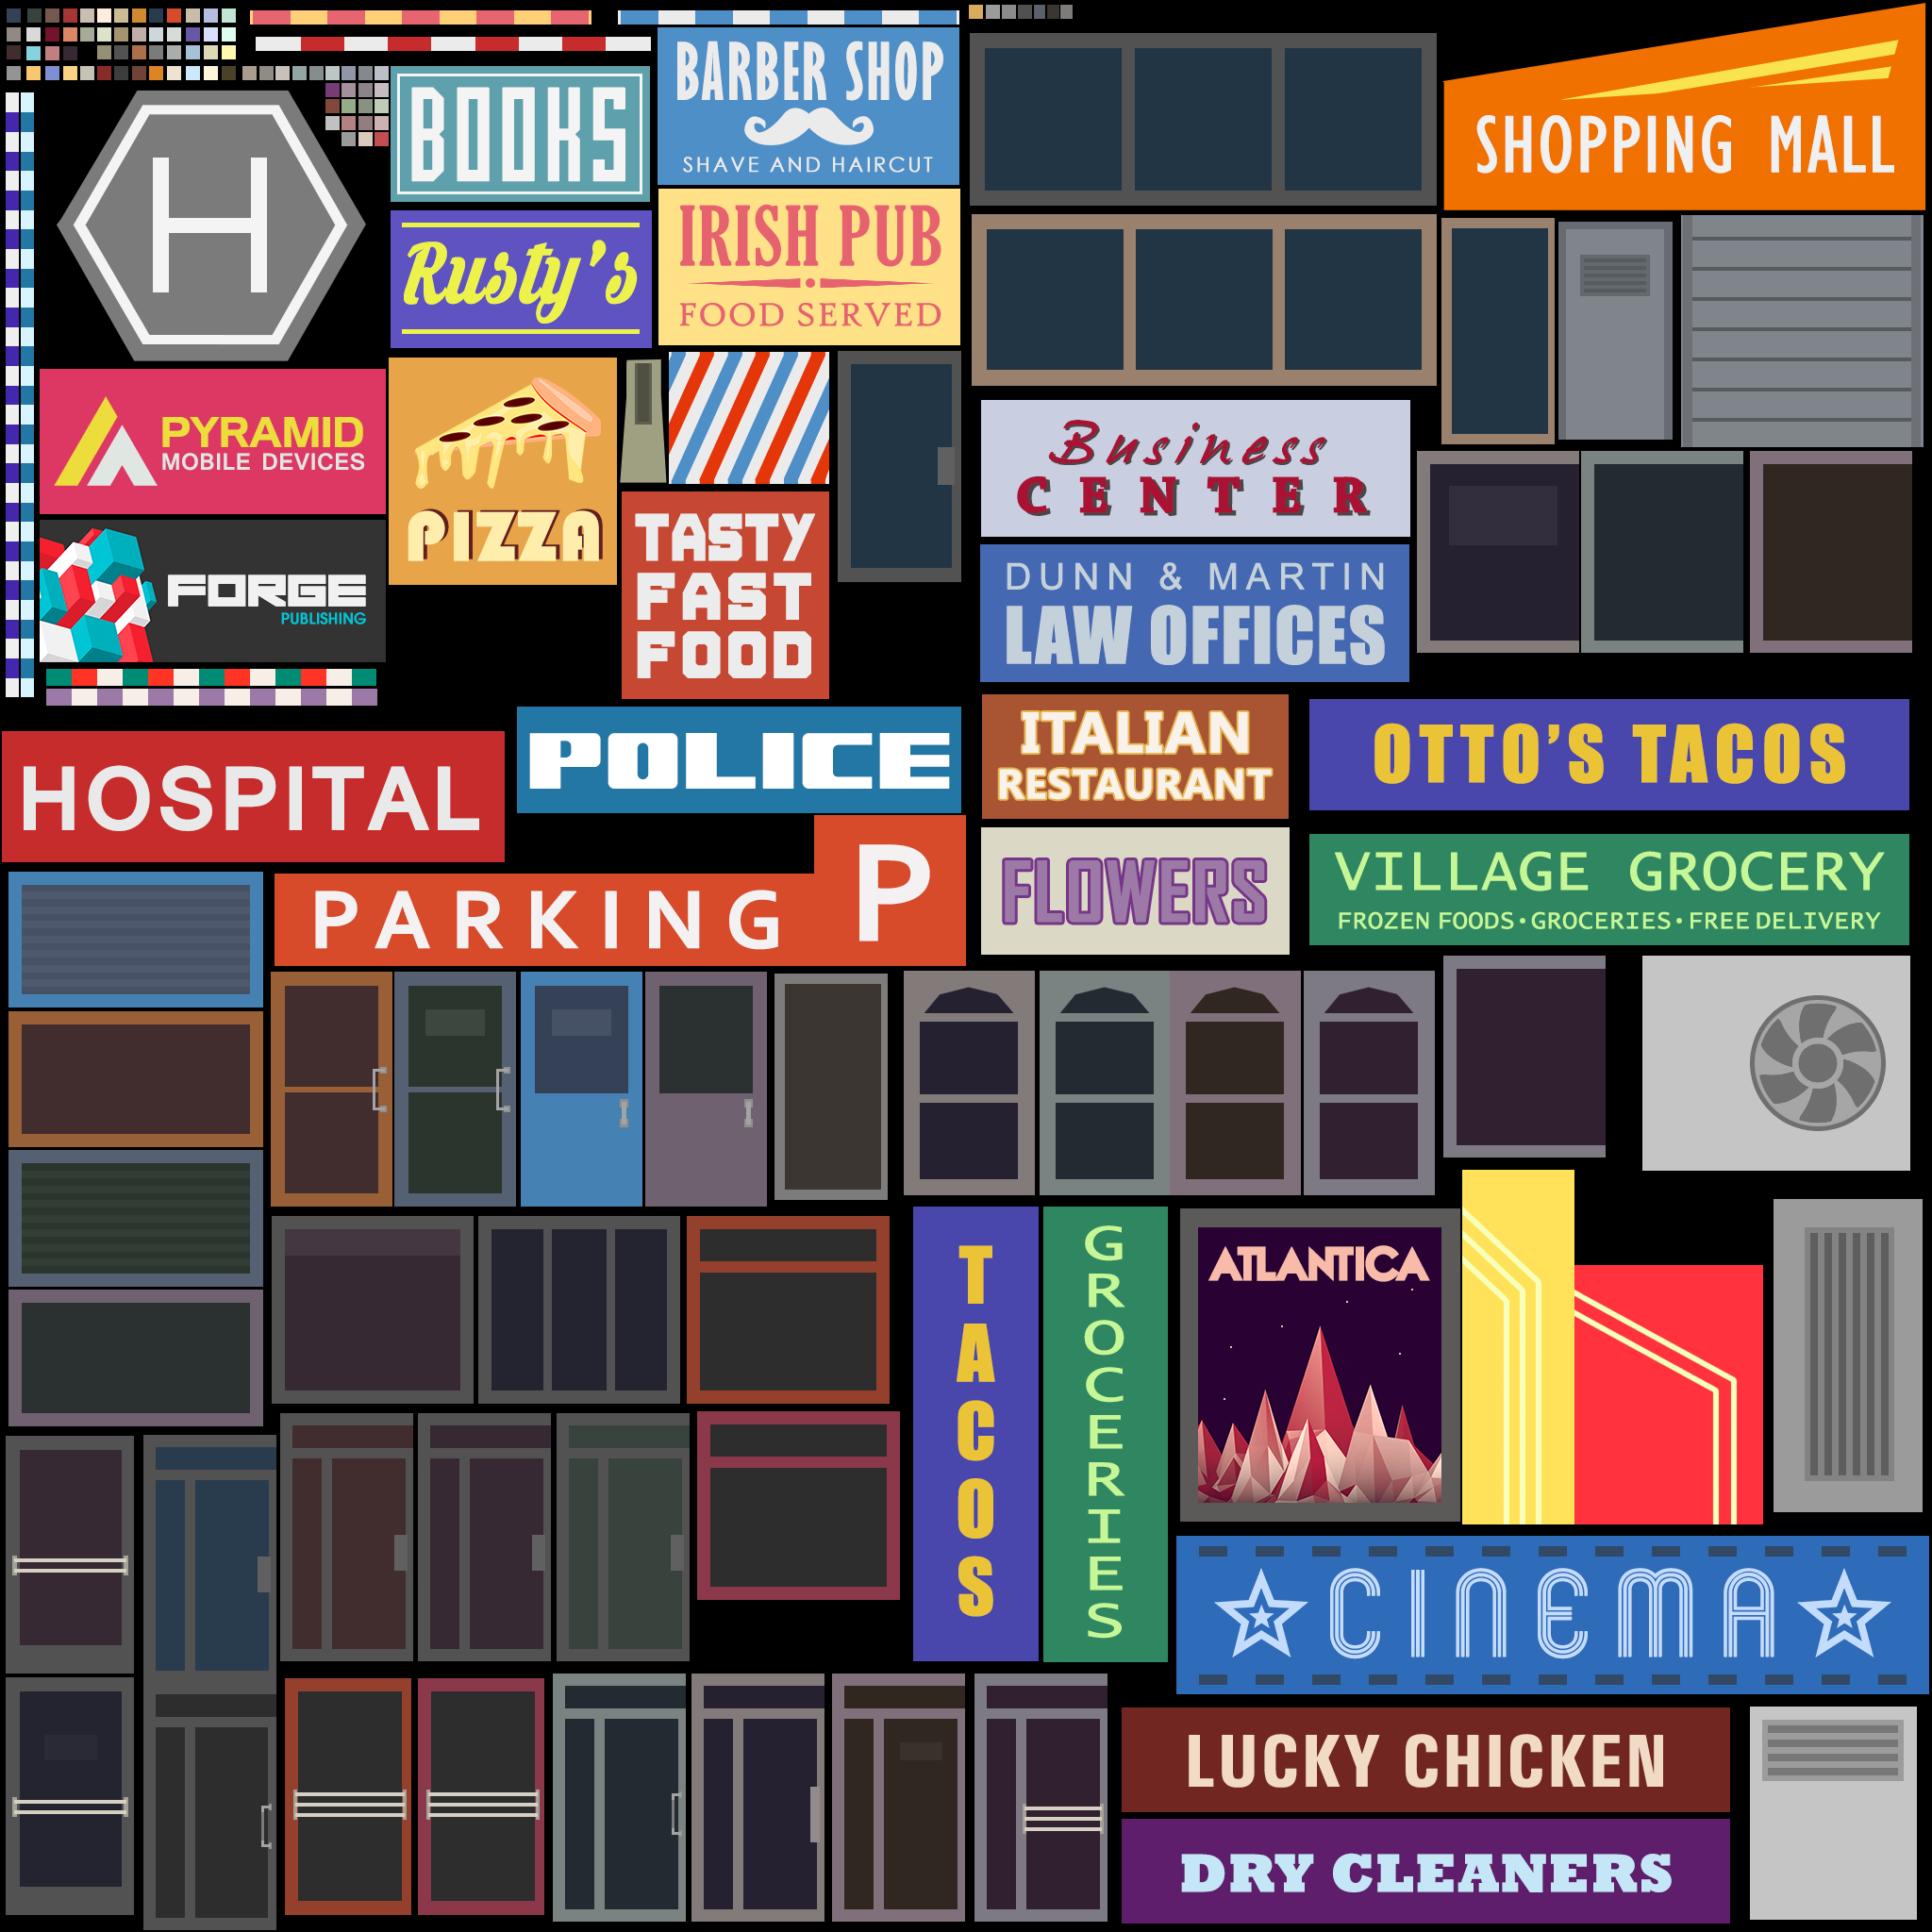 BARBER SHOP
SHAVE AND HAIRCUT
BOOKS
SHOPPING MALL
H
Rusty's
IRISH PUB
FOOD SERVED
PYRAMID
MOBILE DEVICES
PIZZA
Business
CENTER
TASTY
FAST
FOOD
FORGE
PUBLISHING
DUNN & MARTIN
LAW OFFICES
HOSPITAL
POLICE
ITALIAN
RESTAURANT
OTTO'S TACOS
PARKING P
FLOWERS
VILLAGE GROCERY
FROZEN FOODS • GROCERIES • FREE DELIVERY
TACOS
GROCERIES
ATLANTICA
CINEMA
LUCKY CHICKEN
DRY CLEANERS